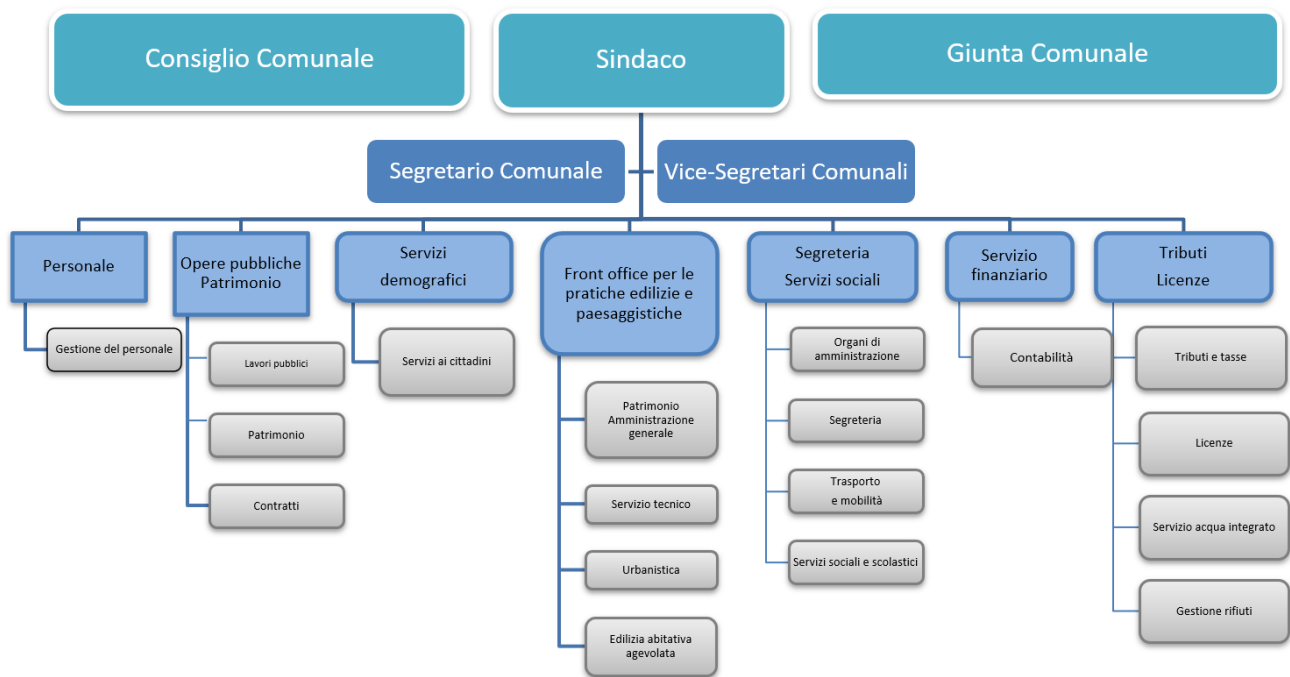 Consiglio Comunale
Sindaco
Giunta Comunale
Segretario Comunale
Vice-Segretari Comunali
Personale
Opere pubbliche
Patrimonio
Servizi
demografici
Front office per le
pratiche edilizie e
paesaggistiche
Segreteria
Servizi sociali
Servizio
finanziario
Tributi
Licenze
Gestione del personale
Lavori pubblici
Patrimonio
Contratti
Servizi ai cittadini
Patrimonio
Amministrazione
generale
Servizio tecnico
Urbanistica
Edilizia abitativa
agevolata
Organi di
amministrazione
Segreteria
Trasporto
e mobilità
Servizi sociali e scolastici
Contabilità
Tributi e tasse
Licenze
Servizio acqua integrato
Gestione rifiuti